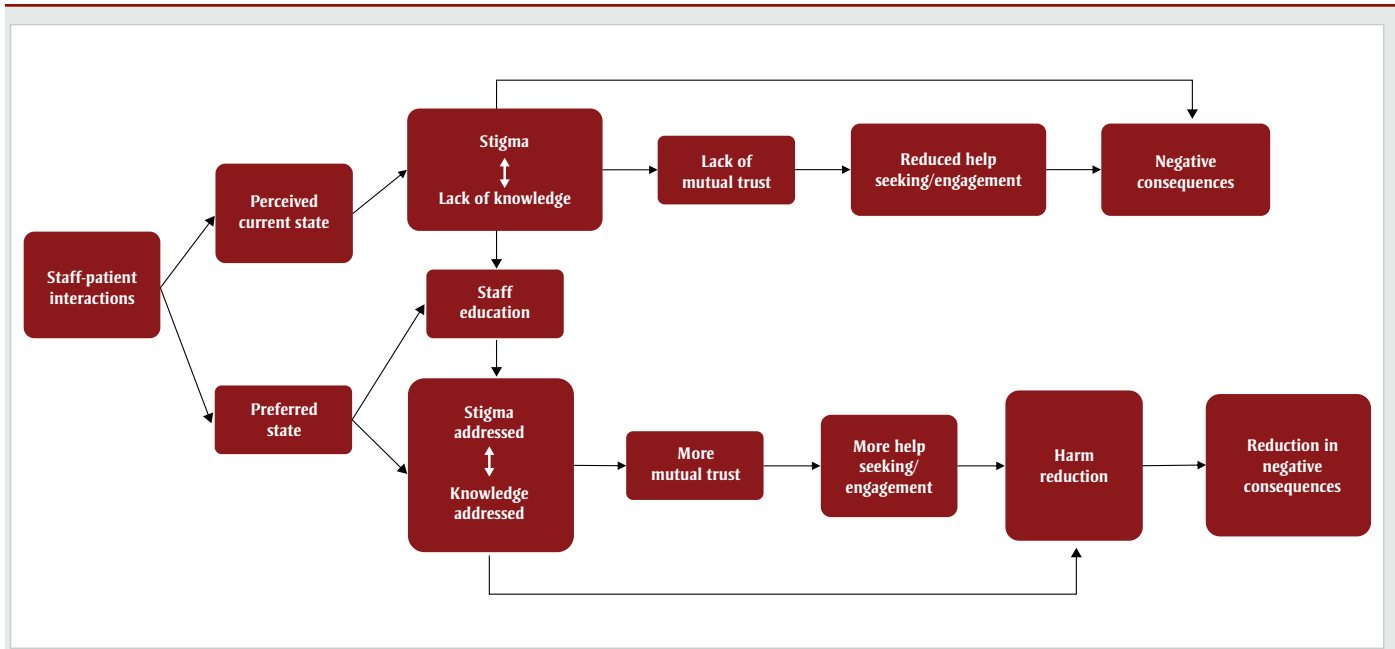 Staff-patient
interactions
Perceived
current state
Preferred
state
Stigma
Lack of knowledge
Staff
education
Stigma
addressed
Knowledge
addressed
Lack of
mutual trust
Reduced help
seeking/engagement
Negative
consequences
More
mutual trust
More help
seeking/
engagement
Harm
reduction
Reduction in
negative
consequences